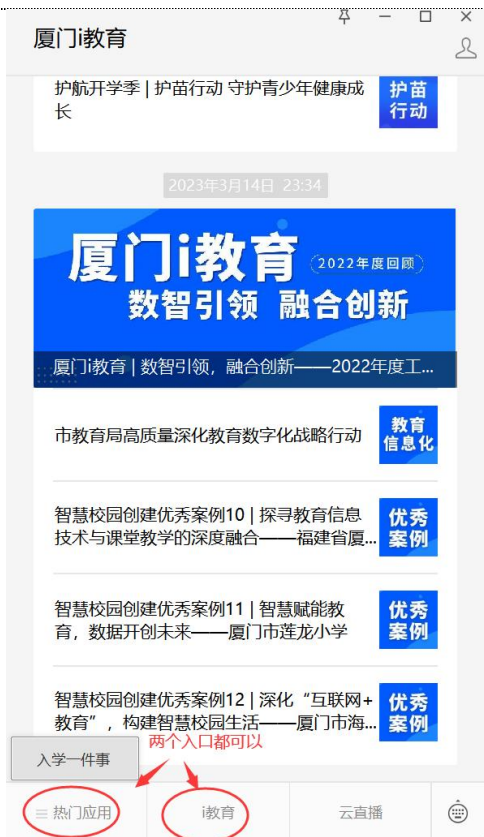 厦门i教育
护航开学季 | 护苗行动 守护青少年健康成
长
护苗
行动
2023年3月14日 23:34
厦门i教育
(2022年度回顾)
数智引领 融合创新
厦门i教育 | 数智引领，融合创新——2022年度工...
市教育局高质量深化教育数字化战略行动
教育
信息化
智慧校园创建优秀案例10 | 探寻教育信息
技术与课堂教学的深度融合——福建省厦...
优秀
案例
智慧校园创建优秀案例11 | 智慧赋能教
育，数据开创未来——厦门市莲龙小学
优秀
案例
智慧校园创建优秀案例12 | 深化“互联网+
教育”，构建智慧校园生活——厦门市海...
优秀
案例
两个入口都可以
入学一件事
热门应用
i教育
云直播